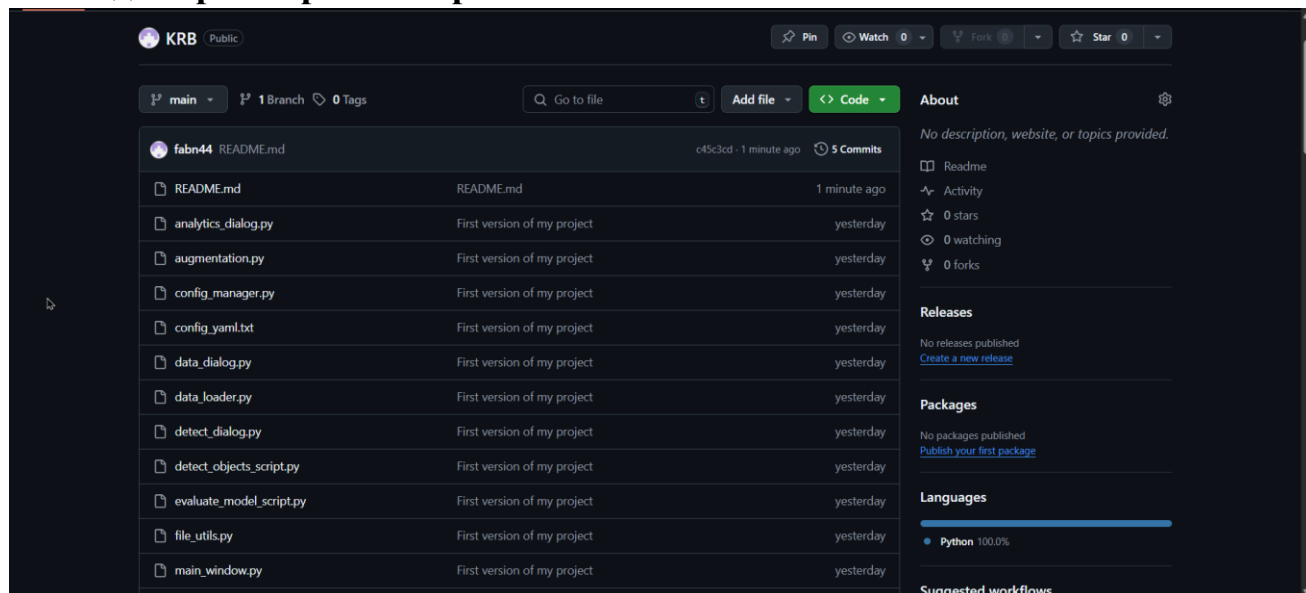 KRB Public
Pin Watch 0 Fork 0 Star 0
main 1 Branch 0 Tags Go to file t Add file <> Code
fabn44 README.md c45c3cd · 1 minute ago 5 Commits
README.md README.md 1 minute ago
analytics_dialog.py First version of my project yesterday
augmentation.py First version of my project yesterday
config_manager.py First version of my project yesterday
config_yaml.txt First version of my project yesterday
data_dialog.py First version of my project yesterday
data_loader.py First version of my project yesterday
detect_dialog.py First version of my project yesterday
detect_objects_script.py First version of my project yesterday
evaluate_model_script.py First version of my project yesterday
file_utils.py First version of my project yesterday
main_window.py First version of my project yesterday
About
No description, website, or topics provided.
Readme
Activity
0 stars
0 watching
0 forks
Releases
No releases published
Create a new release
Packages
No packages published
Publish your first package
Languages
Python 100.0%
Suggested workflows